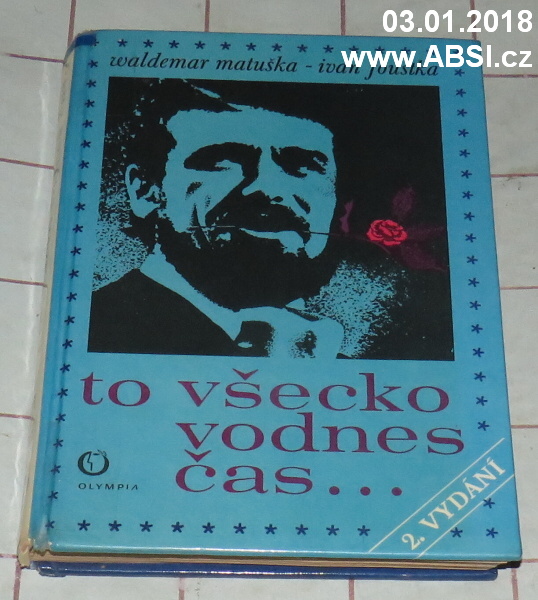 03.01.2018
www.ABSI.cz
waldemar matuška - ivan
to všecko
vodnes
čas...
OLYMPIA
2. VYDÁNÍ